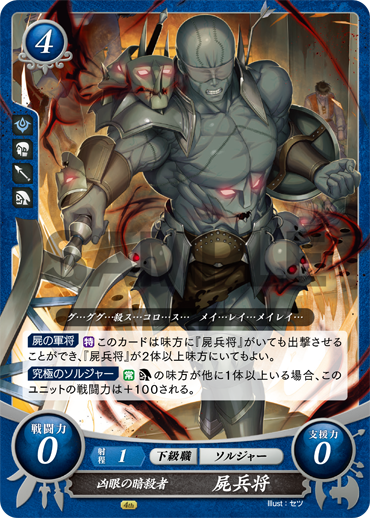 4
グ…ググ…殺ス…コロ…ス…　メイ…レイ…メイレイ…
屍の軍将 特 このカードは味方に『屍兵将』がいても出撃させる
ことができ、『屍兵将』が2体以上味方にいてもよい。
究極のソルジャー 常 の味方が他に1体以上いる場合、この
ユニットの戦闘力は+100される。
戦闘力
0
射程 1 下級職 ソルジャー
支援力
0
凶眼の暗殺者 屍兵将
4th
Illust:セツ